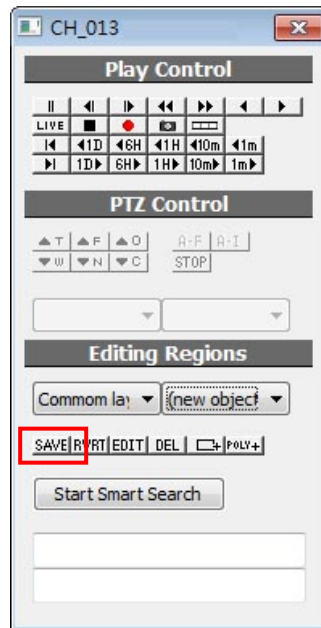 CH_013
Play Control
LIVE
1D 6H 1H 10m 1m
1D 6H 1H 10m 1m
PTZ Control
T F O A-F A-I
W N C STOP
Editing Regions
Commom lay (new object
SAVE RVRT EDIT DEL + POLY+
Start Smart Search